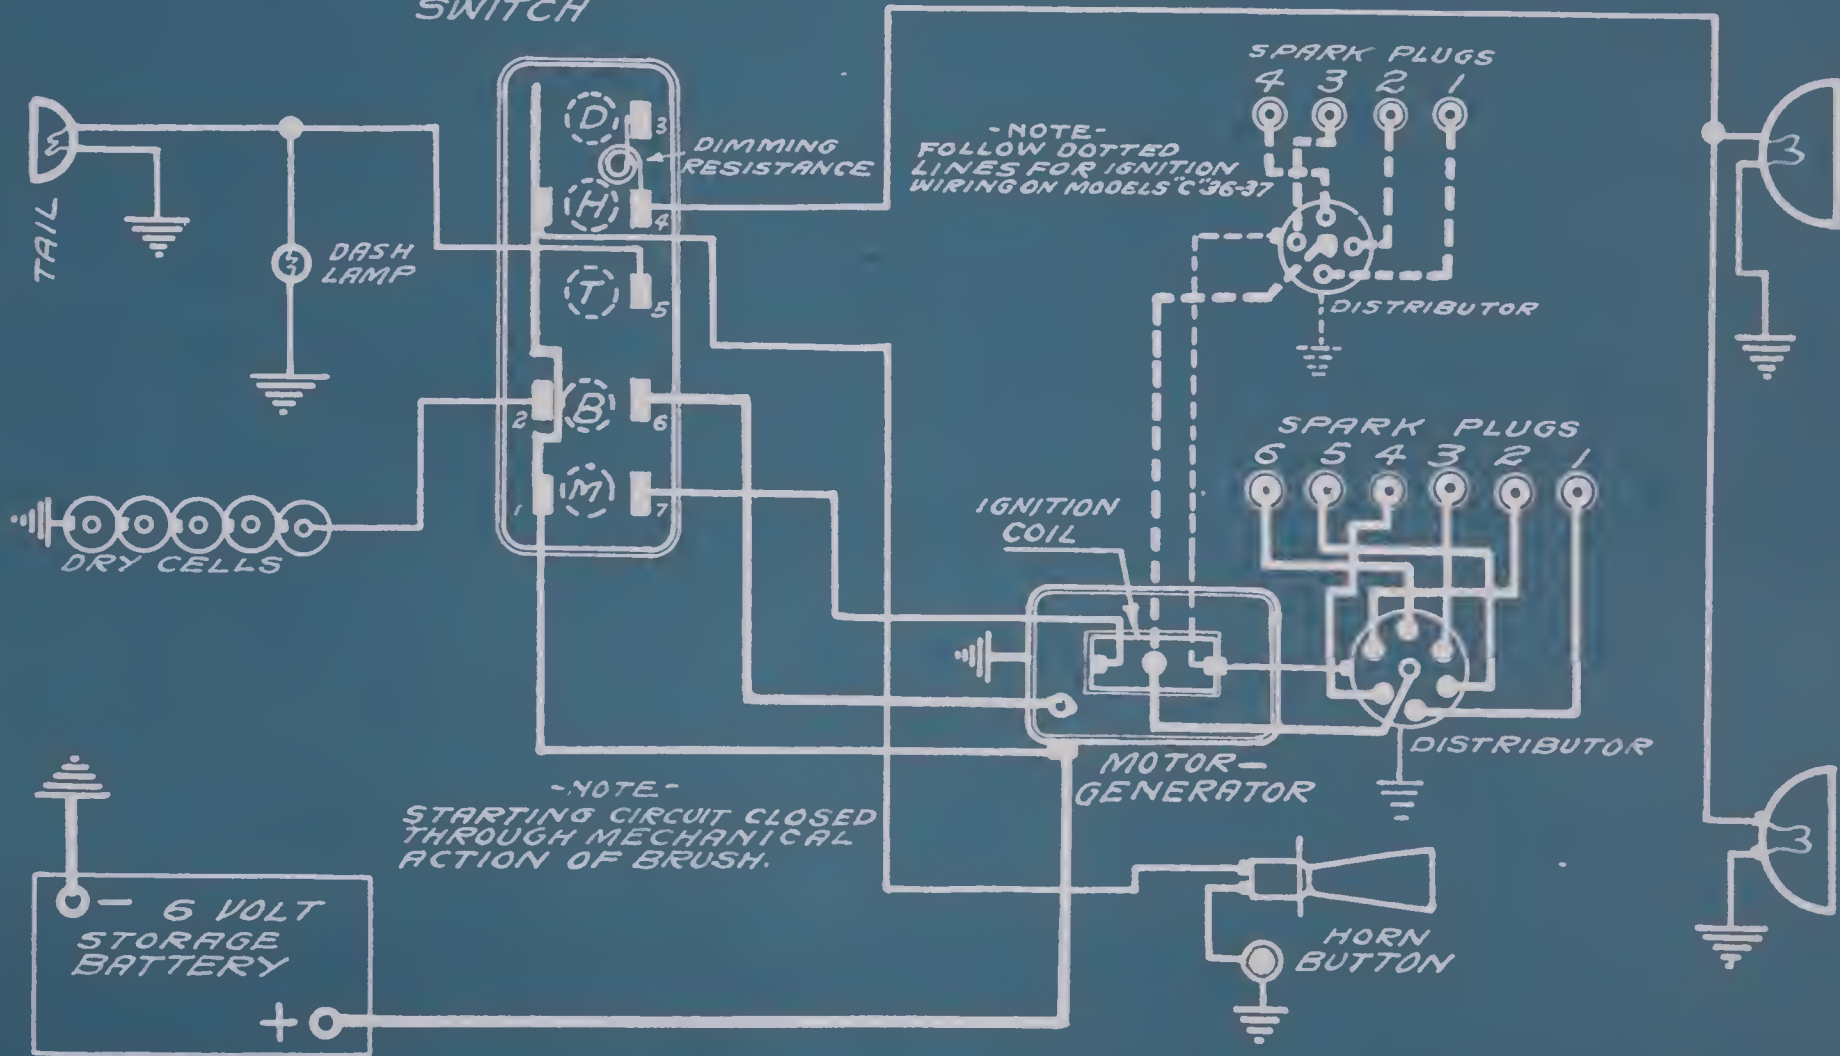 SWITCH
SPARK PLUGS
4 3 2 1
D
3
DIMMING
RESISTANCE
-NOTE-
FOLLOW DOTTED
LINES FOR IGNITION
WIRING ON MODELS "C" 36-37
H
4
TAIL
DASH
LAMP
T
5
DISTRIBUTOR
2
B
6
SPARK PLUGS
6 5 4 3 2 1
1
M
7
IGNITION
COIL
DRY CELLS
DISTRIBUTOR
MOTOR-
GENERATOR
-NOTE-
STARTING CIRCUIT CLOSED
THROUGH MECHANICAL
ACTION OF BRUSH.
- 6 VOLT
STORAGE
BATTERY
+
HORN
BUTTON